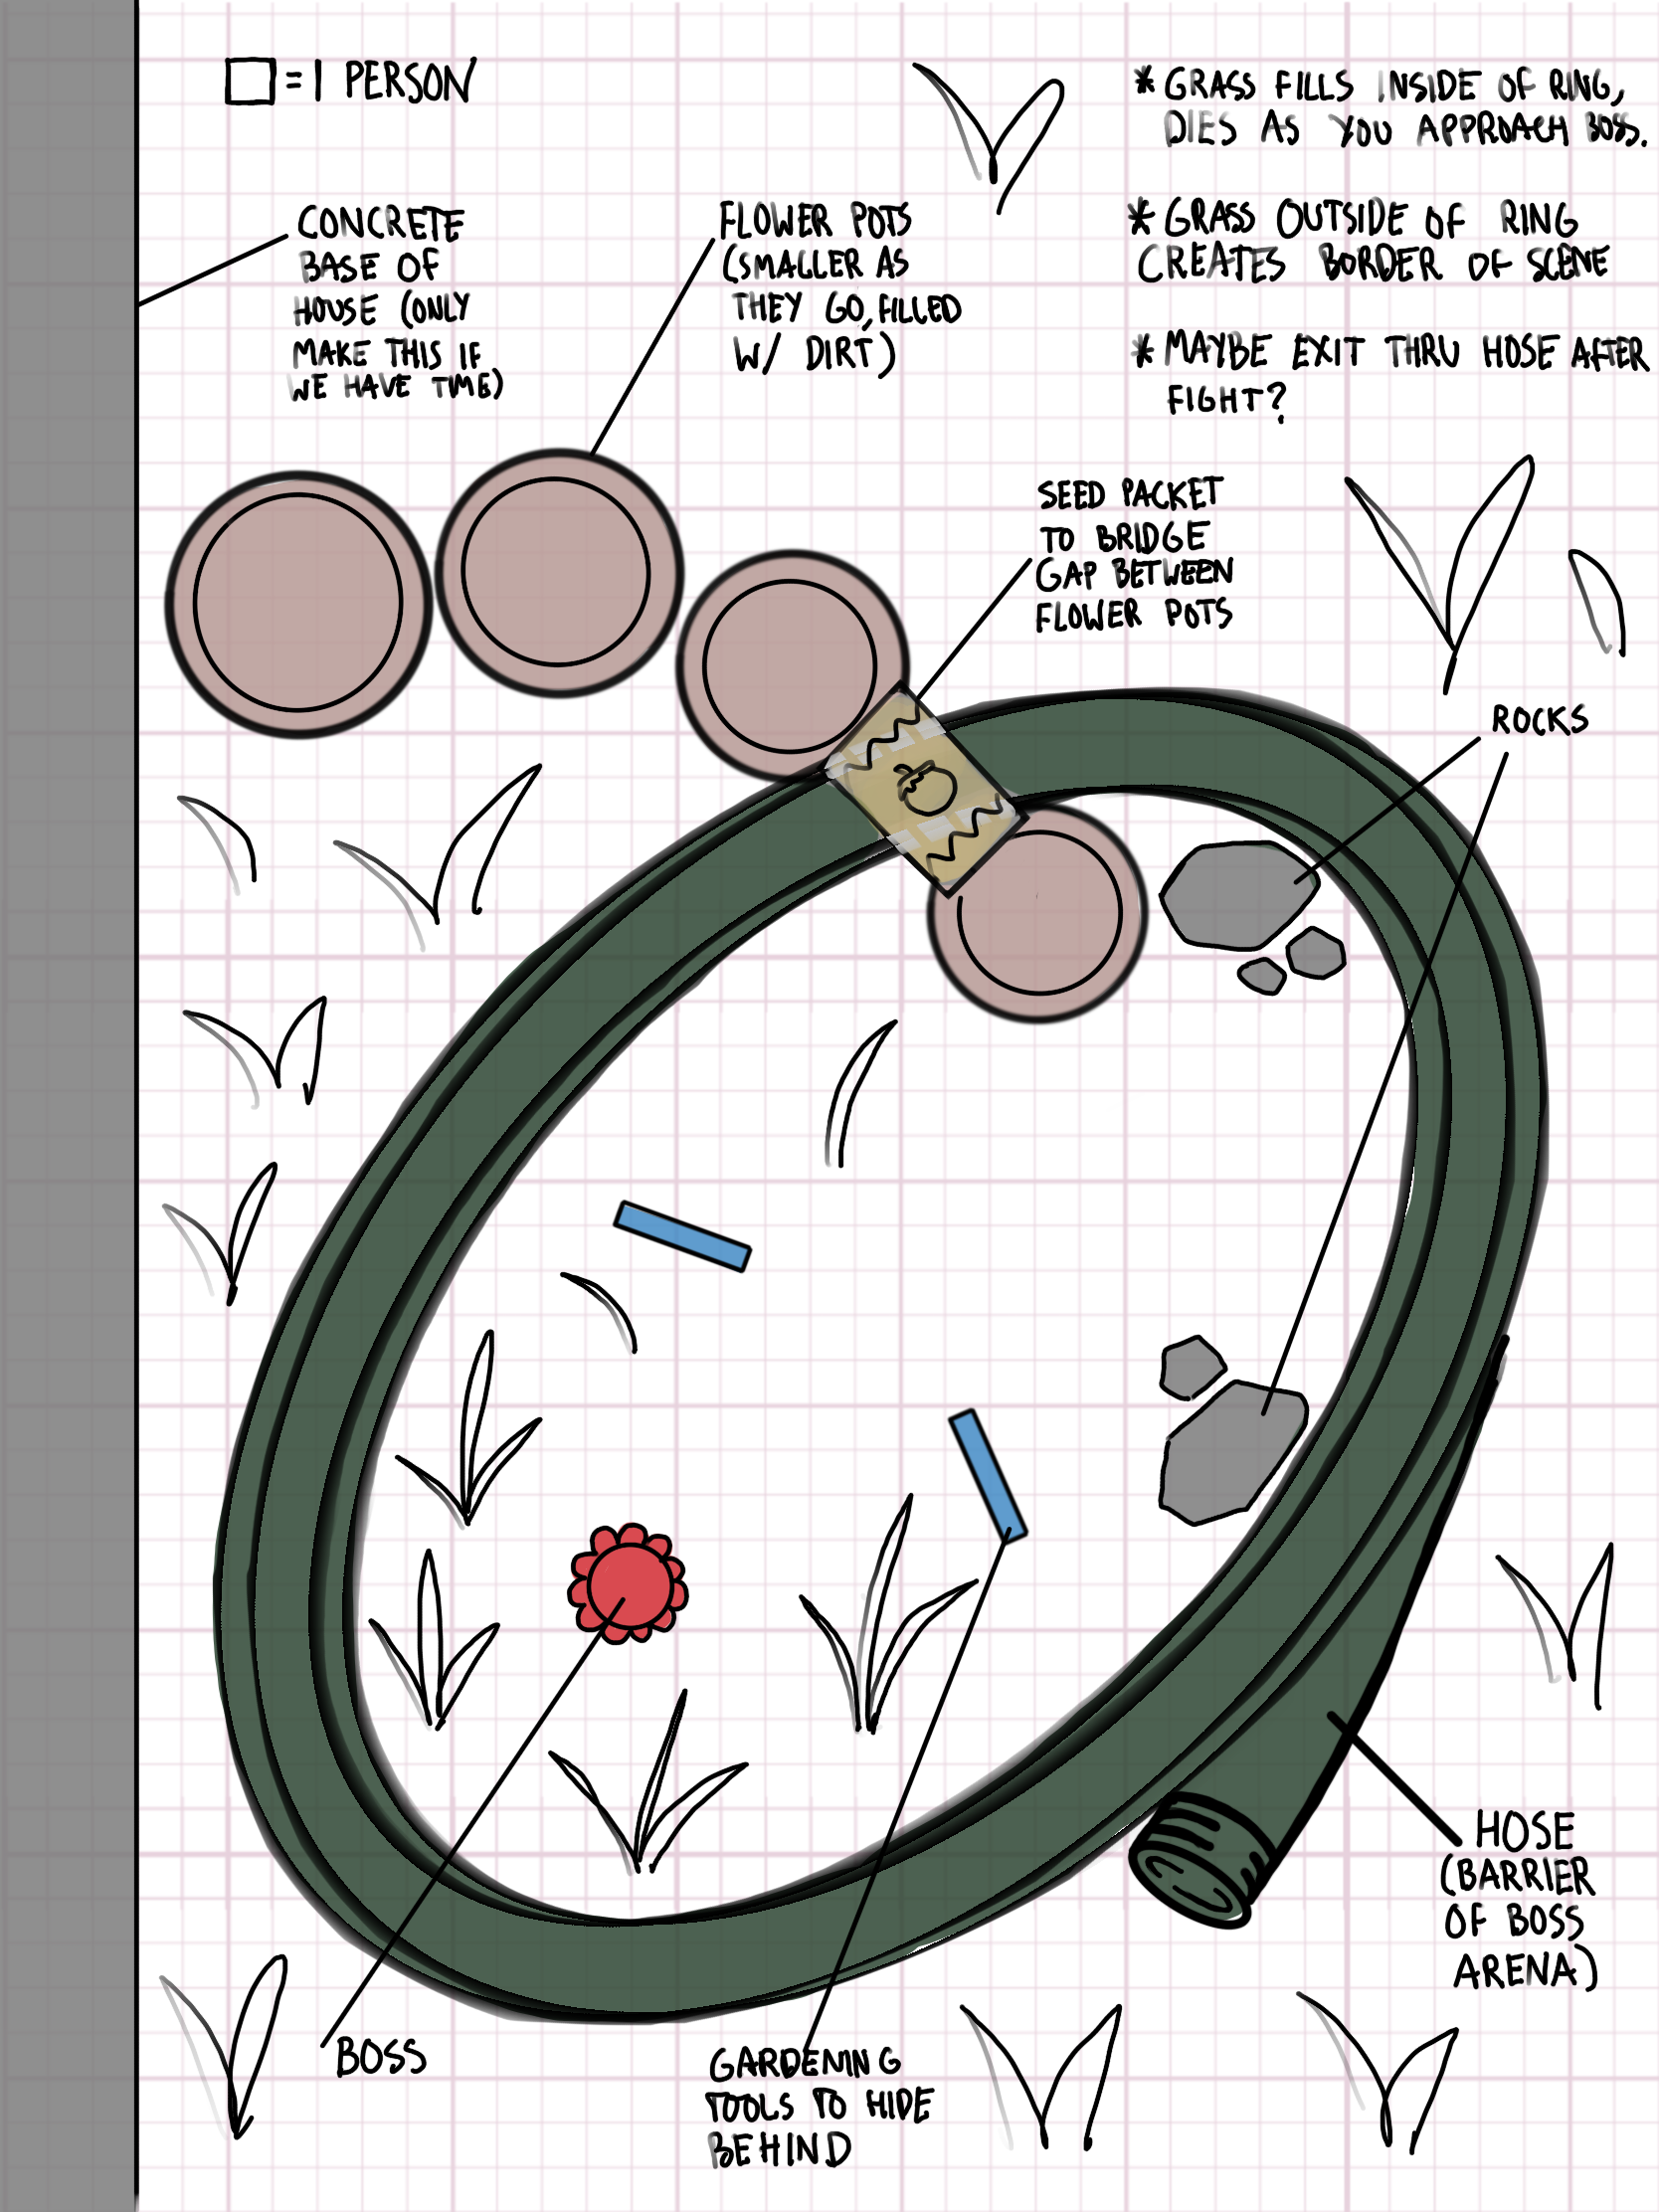 = 1 PERSON
* GRASS FILLS INSIDE OF RING,
DIES AS YOU APPROACH BOSS.
* GRASS OUTSIDE OF RING
CREATES BORDER OF SCENE
* MAYBE EXIT THRU HOSE AFTER
FIGHT?
CONCRETE
BASE OF
HOUSE (ONLY
MAKE THIS IF
WE HAVE TIME)
FLOWER POTS
(SMALLER AS
THEY GO, FILLED
W/ DIRT)
SEED PACKET
TO BRIDGE
GAP BETWEEN
FLOWER POTS
ROCKS
HOSE
(BARRIER
OF BOSS
ARENA)
BOSS
GARDENING
TOOLS TO HIDE
BEHIND